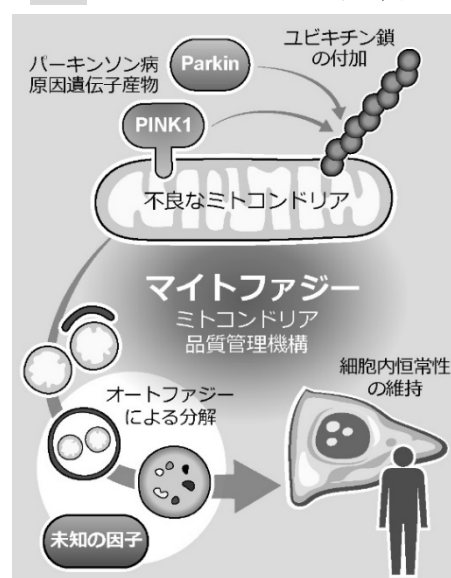 パーキンソン病
原因遺伝子産物
Parkin
ユビキチン鎖
の付加
PINK1
不良なミトコンドリア
マイトファジー
ミトコンドリア
品質管理機構
細胞内恒常性
の維持
オートファジー
による分解
未知の因子